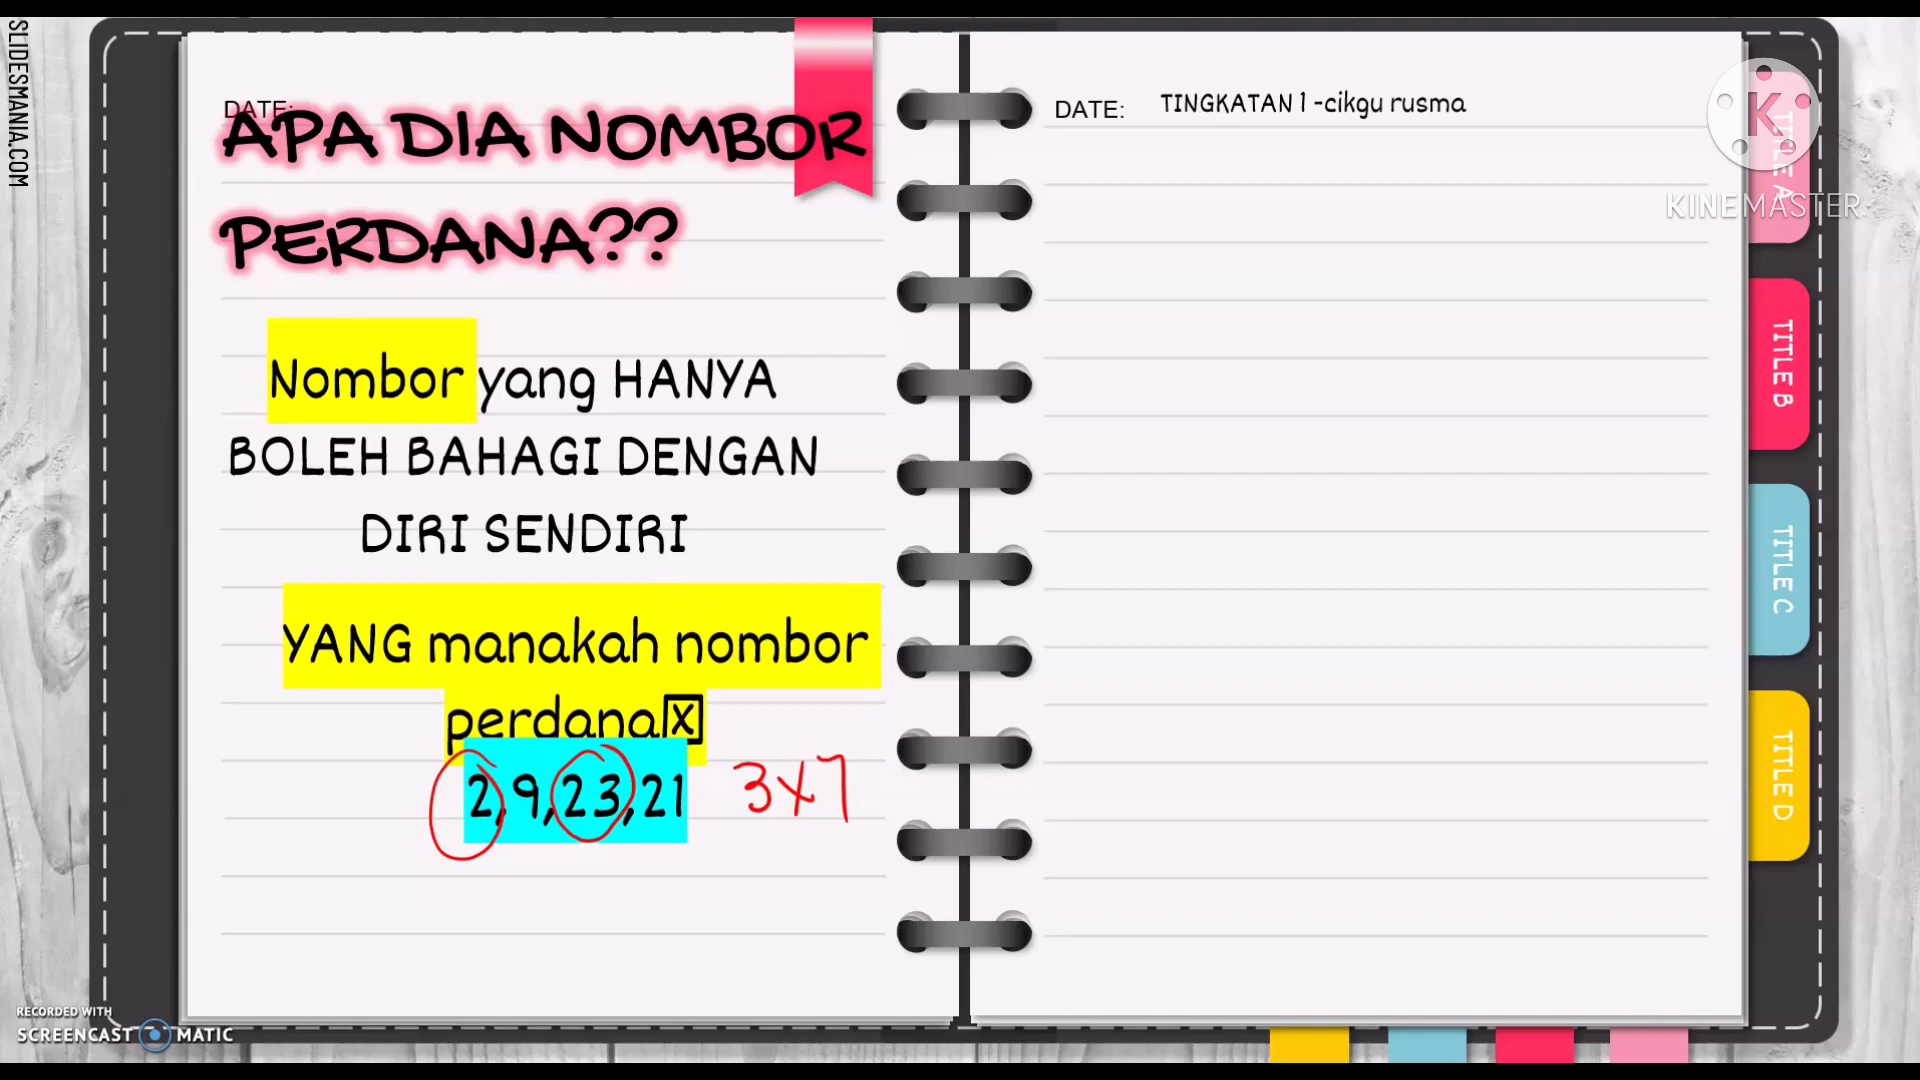 SLIDESMANIA.COM
DATE:
APA DIA NOMBOR
PERDANA??
Nombor yang HANYA
BOLEH BAHAGI DENGAN
DIRI SENDIRI
YANG manakah nombor
perdana
2,9,23,21 3x7
DATE: TINGKATAN 1 -cikgu rusma
K
KINEMASTER
TITLE A
TITLE B
TITLE C
TITLE D
RECORDED WITH
SCREENCAST MATIC